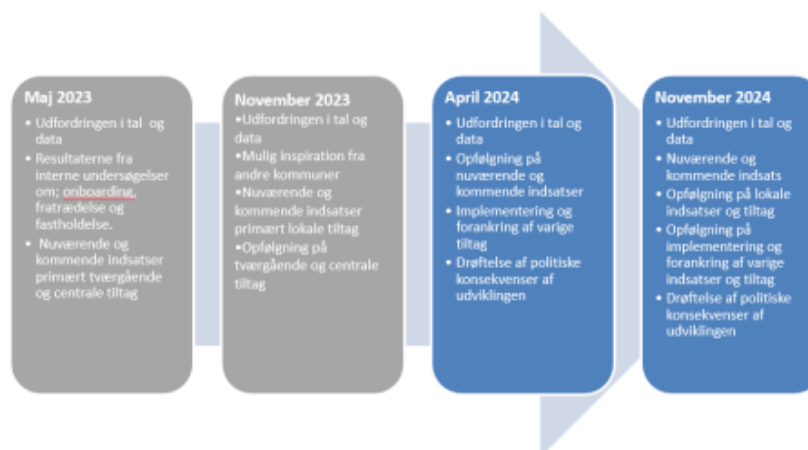 Maj 2023
• Udfordringen i tal og
data
• Resultaterne fra
interne undersøgelser
om; onboarding,
fratrædelse og
fastholdelse.
• Nuværende og
kommende indsatser
primært tværgående
og centrale tiltag
November 2023
•Udfordringen i tal og
data
•Mulig inspiration fra
andre kommuner
•Nuværende og
kommende indsatser
primært lokale tiltag
•Opfølgning på
tværgående og centrale
tiltag
April 2024
• Udfordringen i tal og
data
• Opfølgning på
nuværende og
kommende indsatser
• Implementering og
forankring af varige
tiltag
• Drøftelse af politiske
konsekvenser af
udviklingen
November 2024
• Udfordringen i tal og
data
• Nuværende og
kommende indsats
• Opfølgning på lokale
indsatser og tiltag
• Opfølgning på
implementering og
forankring af varige
indsatser og tiltag
• Drøftelse af politiske
konsekvenser af
udviklingen